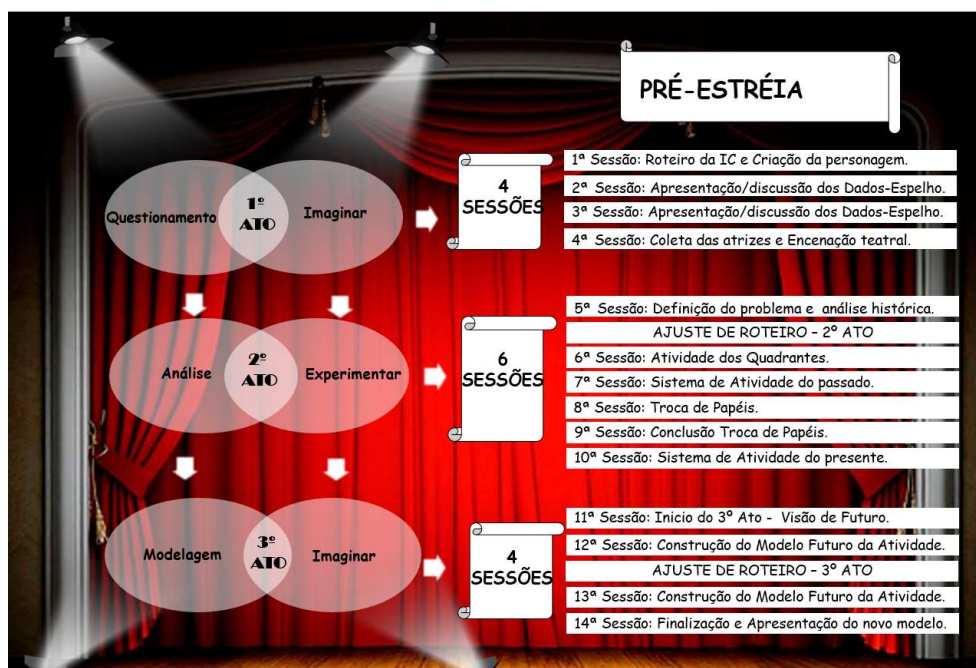 PRÉ-ESTRÉIA
Questionamento
1º
ATO
Imaginar
4
SESSÕES
1ª Sessão: Roteiro da IC e Criação da personagem.
2ª Sessão: Apresentação/discussão dos Dados-Espelho.
3ª Sessão: Apresentação/discussão dos Dados-Espelho.
4ª Sessão: Coleta das atrizes e Encenação teatral.
Análise
2º
ATO
Experimentar
6
SESSÕES
5ª Sessão: Definição do problema e análise histórica.
AJUSTE DE ROTEIRO – 2º ATO
6ª Sessão: Atividade dos Quadrantes.
7ª Sessão: Sistema de Atividade do passado.
8ª Sessão: Troca de Papéis.
9ª Sessão: Conclusão Troca de Papéis.
10ª Sessão: Sistema de Atividade do presente.
Modelagem
3º
ATO
Imaginar
4
SESSÕES
11ª Sessão: Inicio do 3º Ato - Visão de Futuro.
12ª Sessão: Construção do Modelo Futuro da Atividade.
AJUSTE DE ROTEIRO – 3º ATO
13ª Sessão: Construção do Modelo Futuro da Atividade.
14ª Sessão: Finalização e Apresentação do novo modelo.